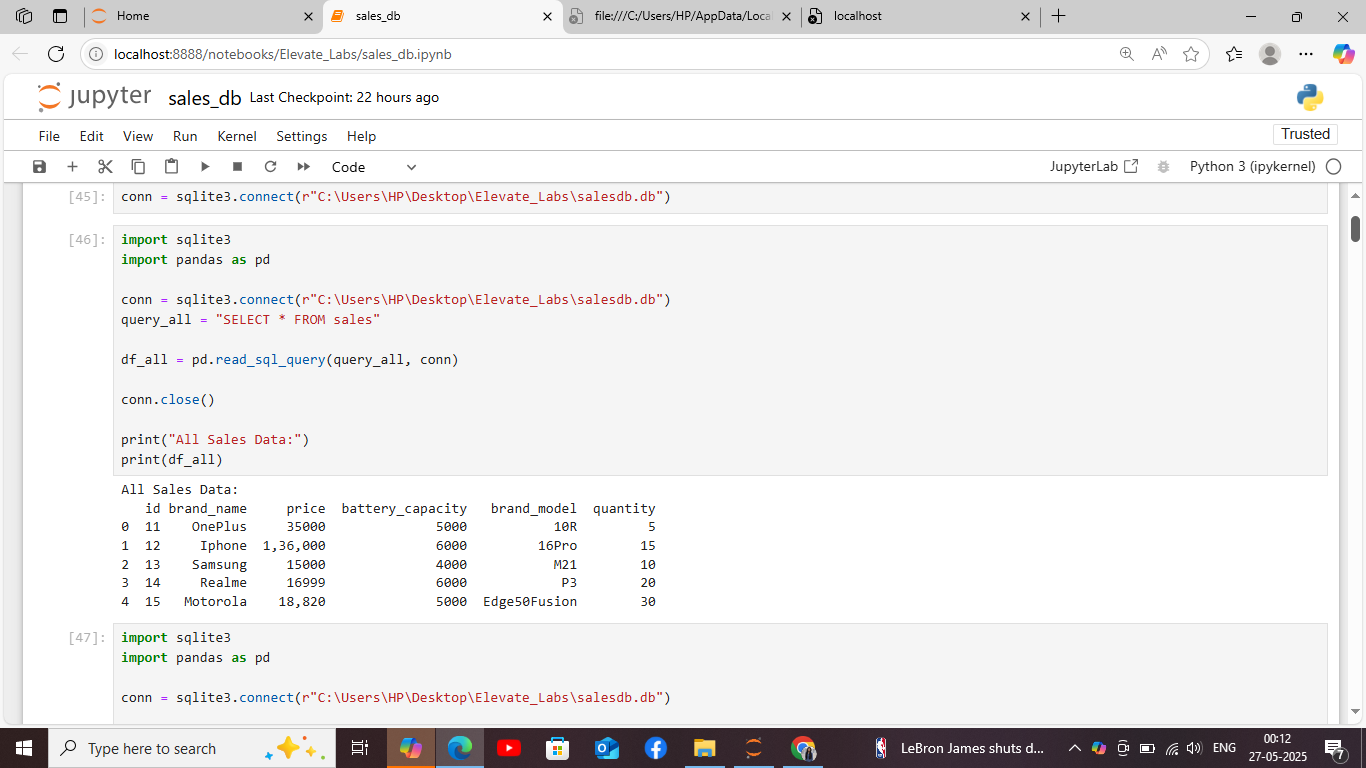 Home
sales_db
file:///C:/Users/HP/AppData/Loca
localhost
localhost:8888/notebooks/Elevate_Labs/sales_db.ipynb
jupyter sales_db Last Checkpoint: 22 hours ago
File Edit View Run Kernel Settings Help
Trusted
Code
JupyterLab
Python 3 (ipykernel)
[45]: conn = sqlite3.connect(r"C:\Users\HP\Desktop\Elevate_Labs\salesdb.db")
[46]: import sqlite3
import pandas as pd
conn = sqlite3.connect(r"C:\Users\HP\Desktop\Elevate_Labs\salesdb.db")
query_all = "SELECT * FROM sales"
df_all = pd.read_sql_query(query_all, conn)
conn.close()
print("All Sales Data:")
print(df_all)
All Sales Data:
id brand_name price battery_capacity brand_model quantity
0 11 OnePlus 35000 5000 10R 5
1 12 Iphone 1,36,000 6000 16Pro 15
2 13 Samsung 15000 4000 M21 10
3 14 Realme 16999 6000 P3 20
4 15 Motorola 18,820 5000 Edge50Fusion 30
[47]: import sqlite3
import pandas as pd
conn = sqlite3.connect(r"C:\Users\HP\Desktop\Elevate_Labs\salesdb.db")
Type here to search
LeBron James shuts d...
ENG
00:12
27-05-2025
7